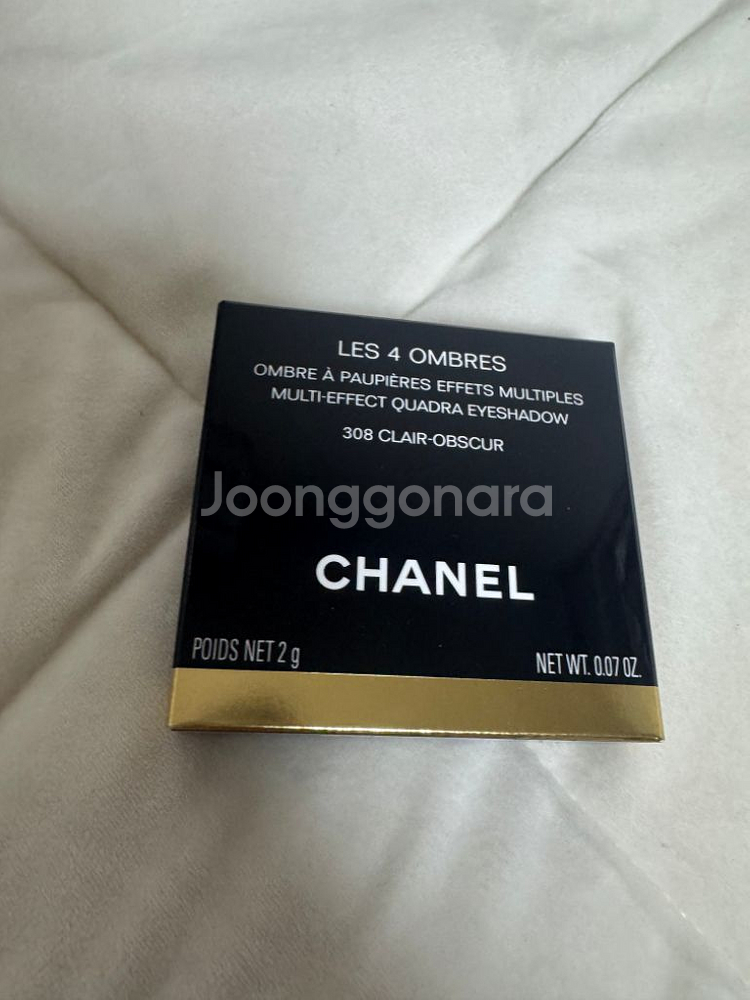 LES 4 OMBRES
OMBRE À PAUPIÈRES EFFETS MULTIPLES
MULTI-EFFECT QUADRA EYESHADOW
308 CLAIR-OBSCUR
Joonggonara
CHANEL
POIDS NET 2 g
NET WT. 0.07 OZ.